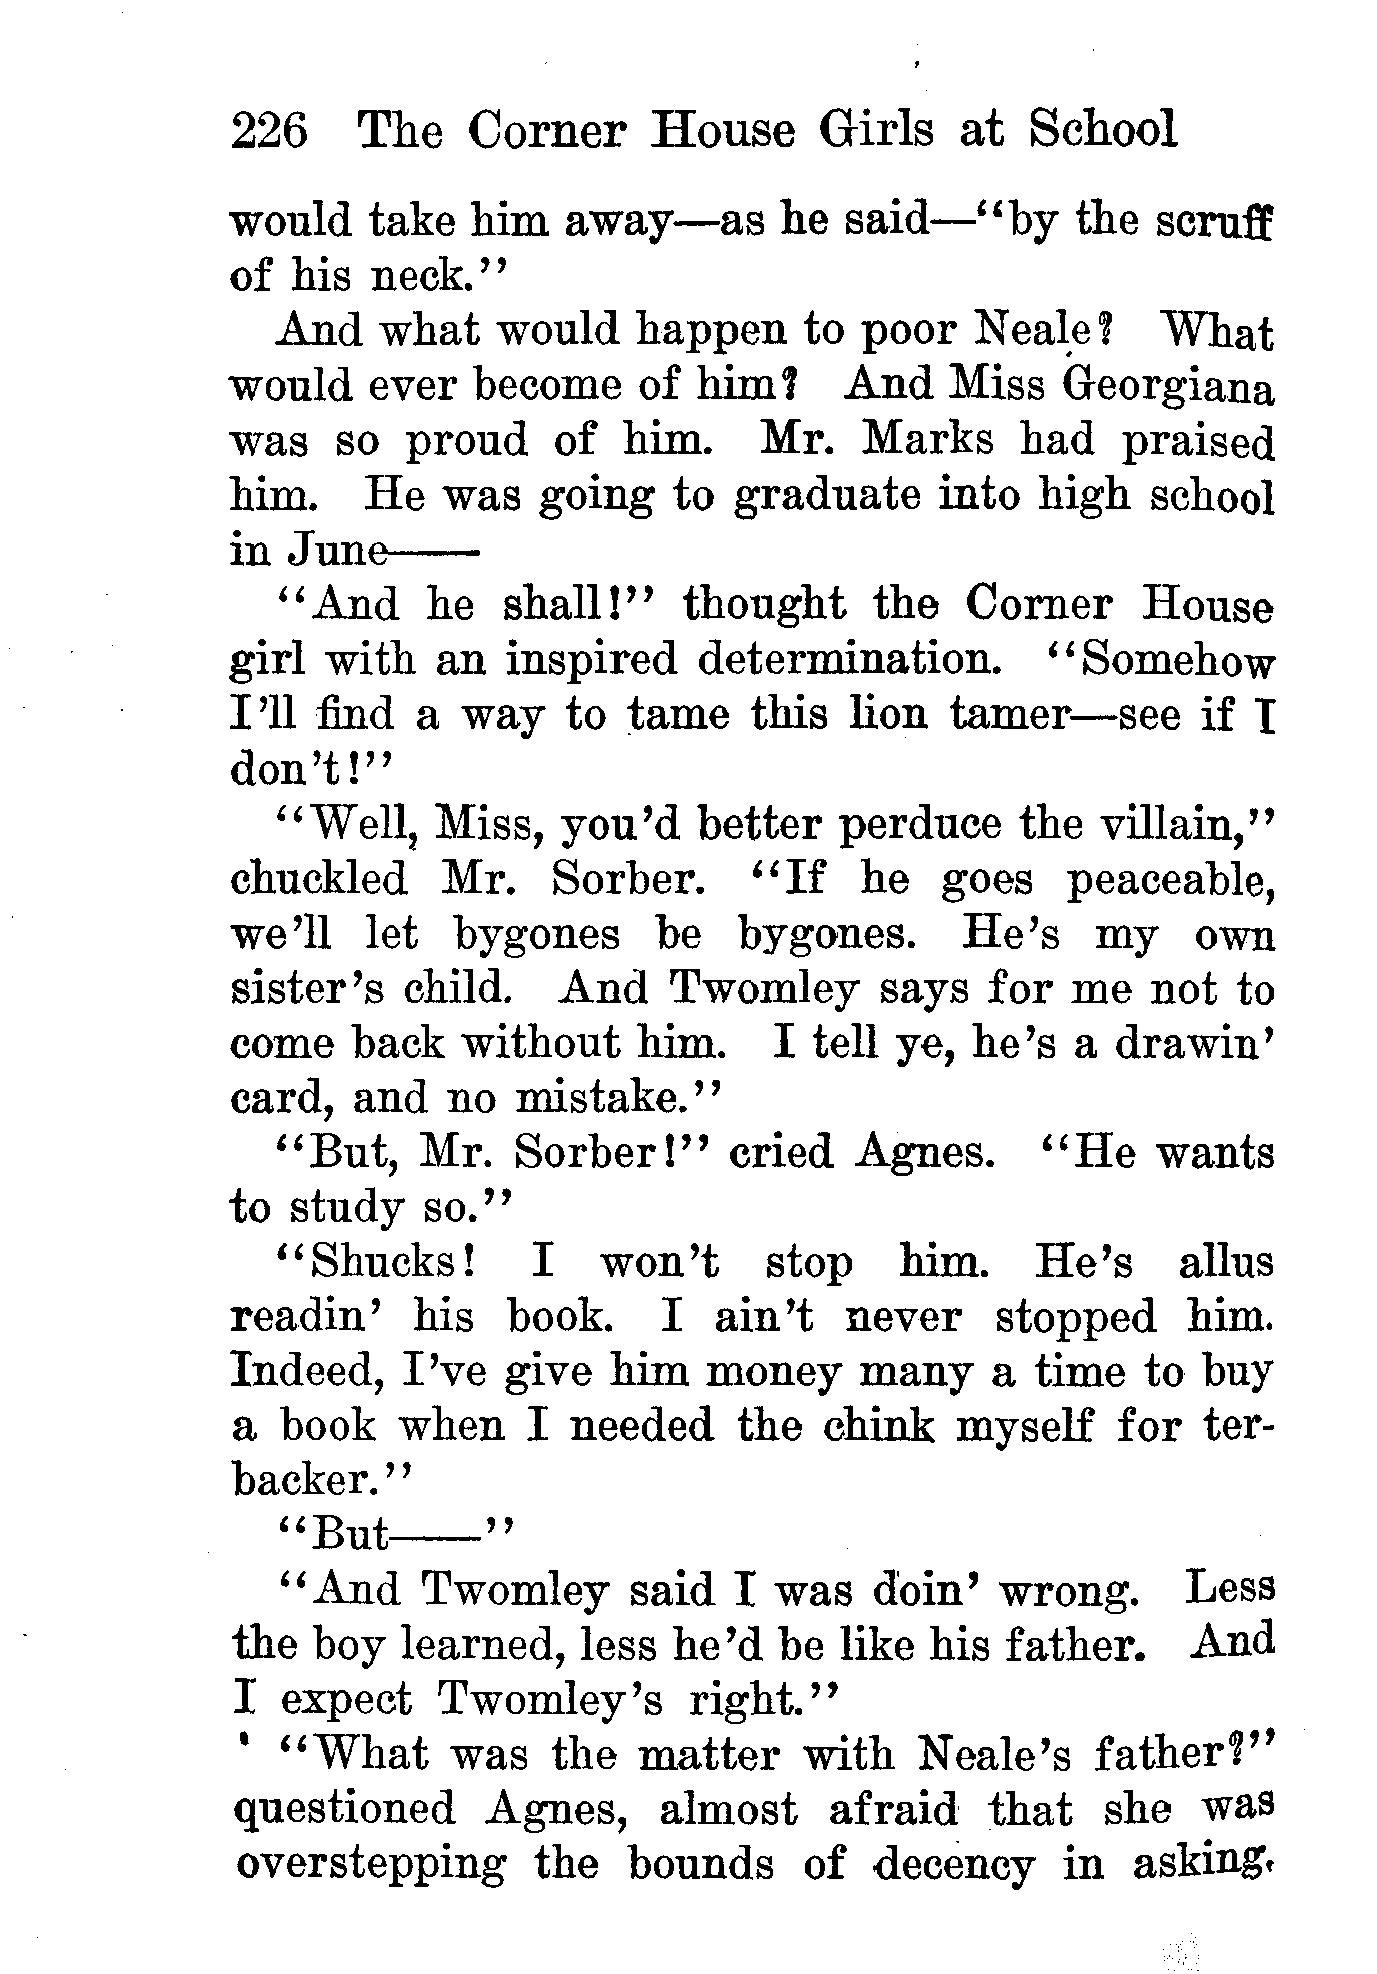 226 The Corner House Girls at School
would take him away—as he said—"by the scruff
of his neck."
And what would happen to poor Neale? What
would ever become of him? And Miss Georgiana
was so proud of him. Mr. Marks had praised
him. He was going to graduate into high school
in June——
"And he shall!" thought the Corner House
girl with an inspired determination. "Somehow
I'll find a way to tame this lion tamer—see if I
don't!"
"Well, Miss, you'd better perduce the villain,"
chuckled Mr. Sorber. "If he goes peaceable,
we'll let bygones be bygones. He's my own
sister's child. And Twomley says for me not to
come back without him. I tell ye, he's a drawin'
card, and no mistake."
"But, Mr. Sorber!" cried Agnes. "He wants
to study so."
"Shucks! I won't stop him. He's allus
readin' his book. I ain't never stopped him.
Indeed, I've give him money many a time to buy
a book when I needed the chink myself for ter-
backer."
"But——"
"And Twomley said I was doin' wrong. Less
the boy learned, less he'd be like his father. And
I expect Twomley's right."
"What was the matter with Neale's father?"
questioned Agnes, almost afraid that she was
overstepping the bounds of decency in asking.